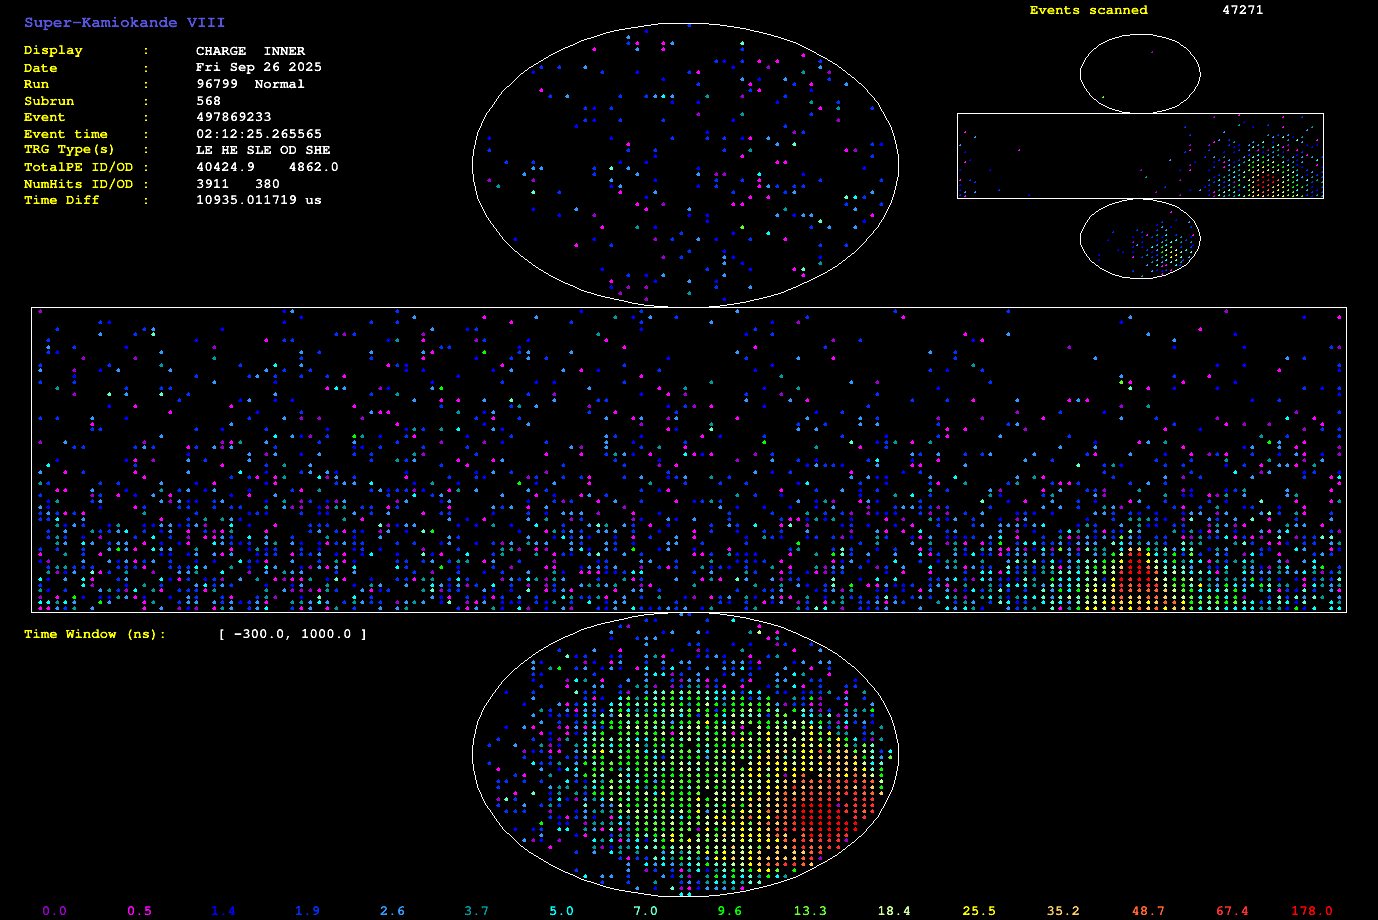 Super-Kamiokande VIII
Events scanned 47271
Display : CHARGE INNER
Date : Fri Sep 26 2025
Run : 96799 Normal
Subrun : 568
Event : 497869233
Event time : 02:12:25.265565
TRG Type(s) : LE HE SLE OD SHE
TotalPE ID/OD : 40424.9 4862.0
NumHits ID/OD : 3911 380
Time Diff : 10935.011719 us
Time Window (ns): [ -300.0, 1000.0 ]
0.0 0.5 1.4 1.9 2.6 3.7 5.0 7.0 9.6 13.3 18.4 25.5 35.2 48.7 67.4 178.0